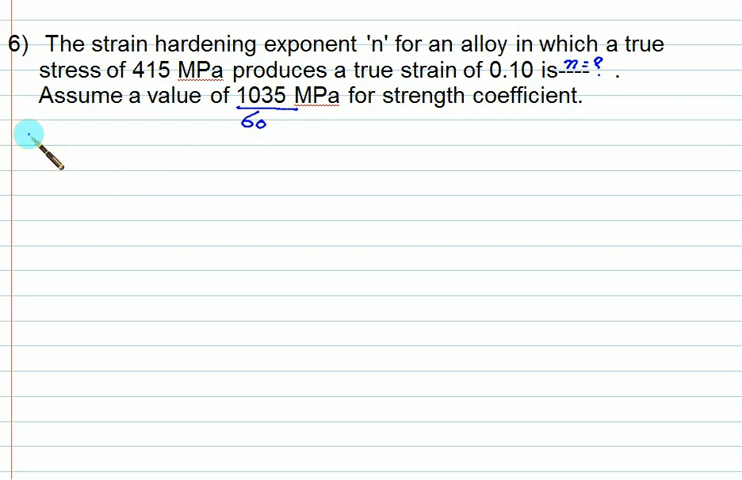 6) The strain hardening exponent 'n' for an alloy in which a true
stress of 415 MPa produces a true strain of 0.10 is---- n=? .
Assume a value of 1035 MPa for strength coefficient.
σo